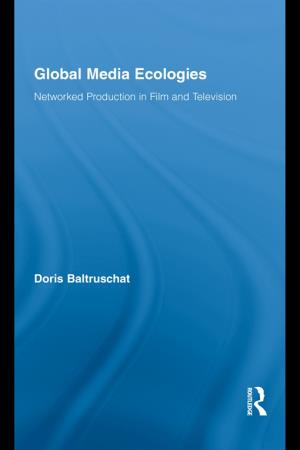 Global Media Ecologies
Networked Production in Film and Television
Doris Baltruschat
ROUTLEDGE